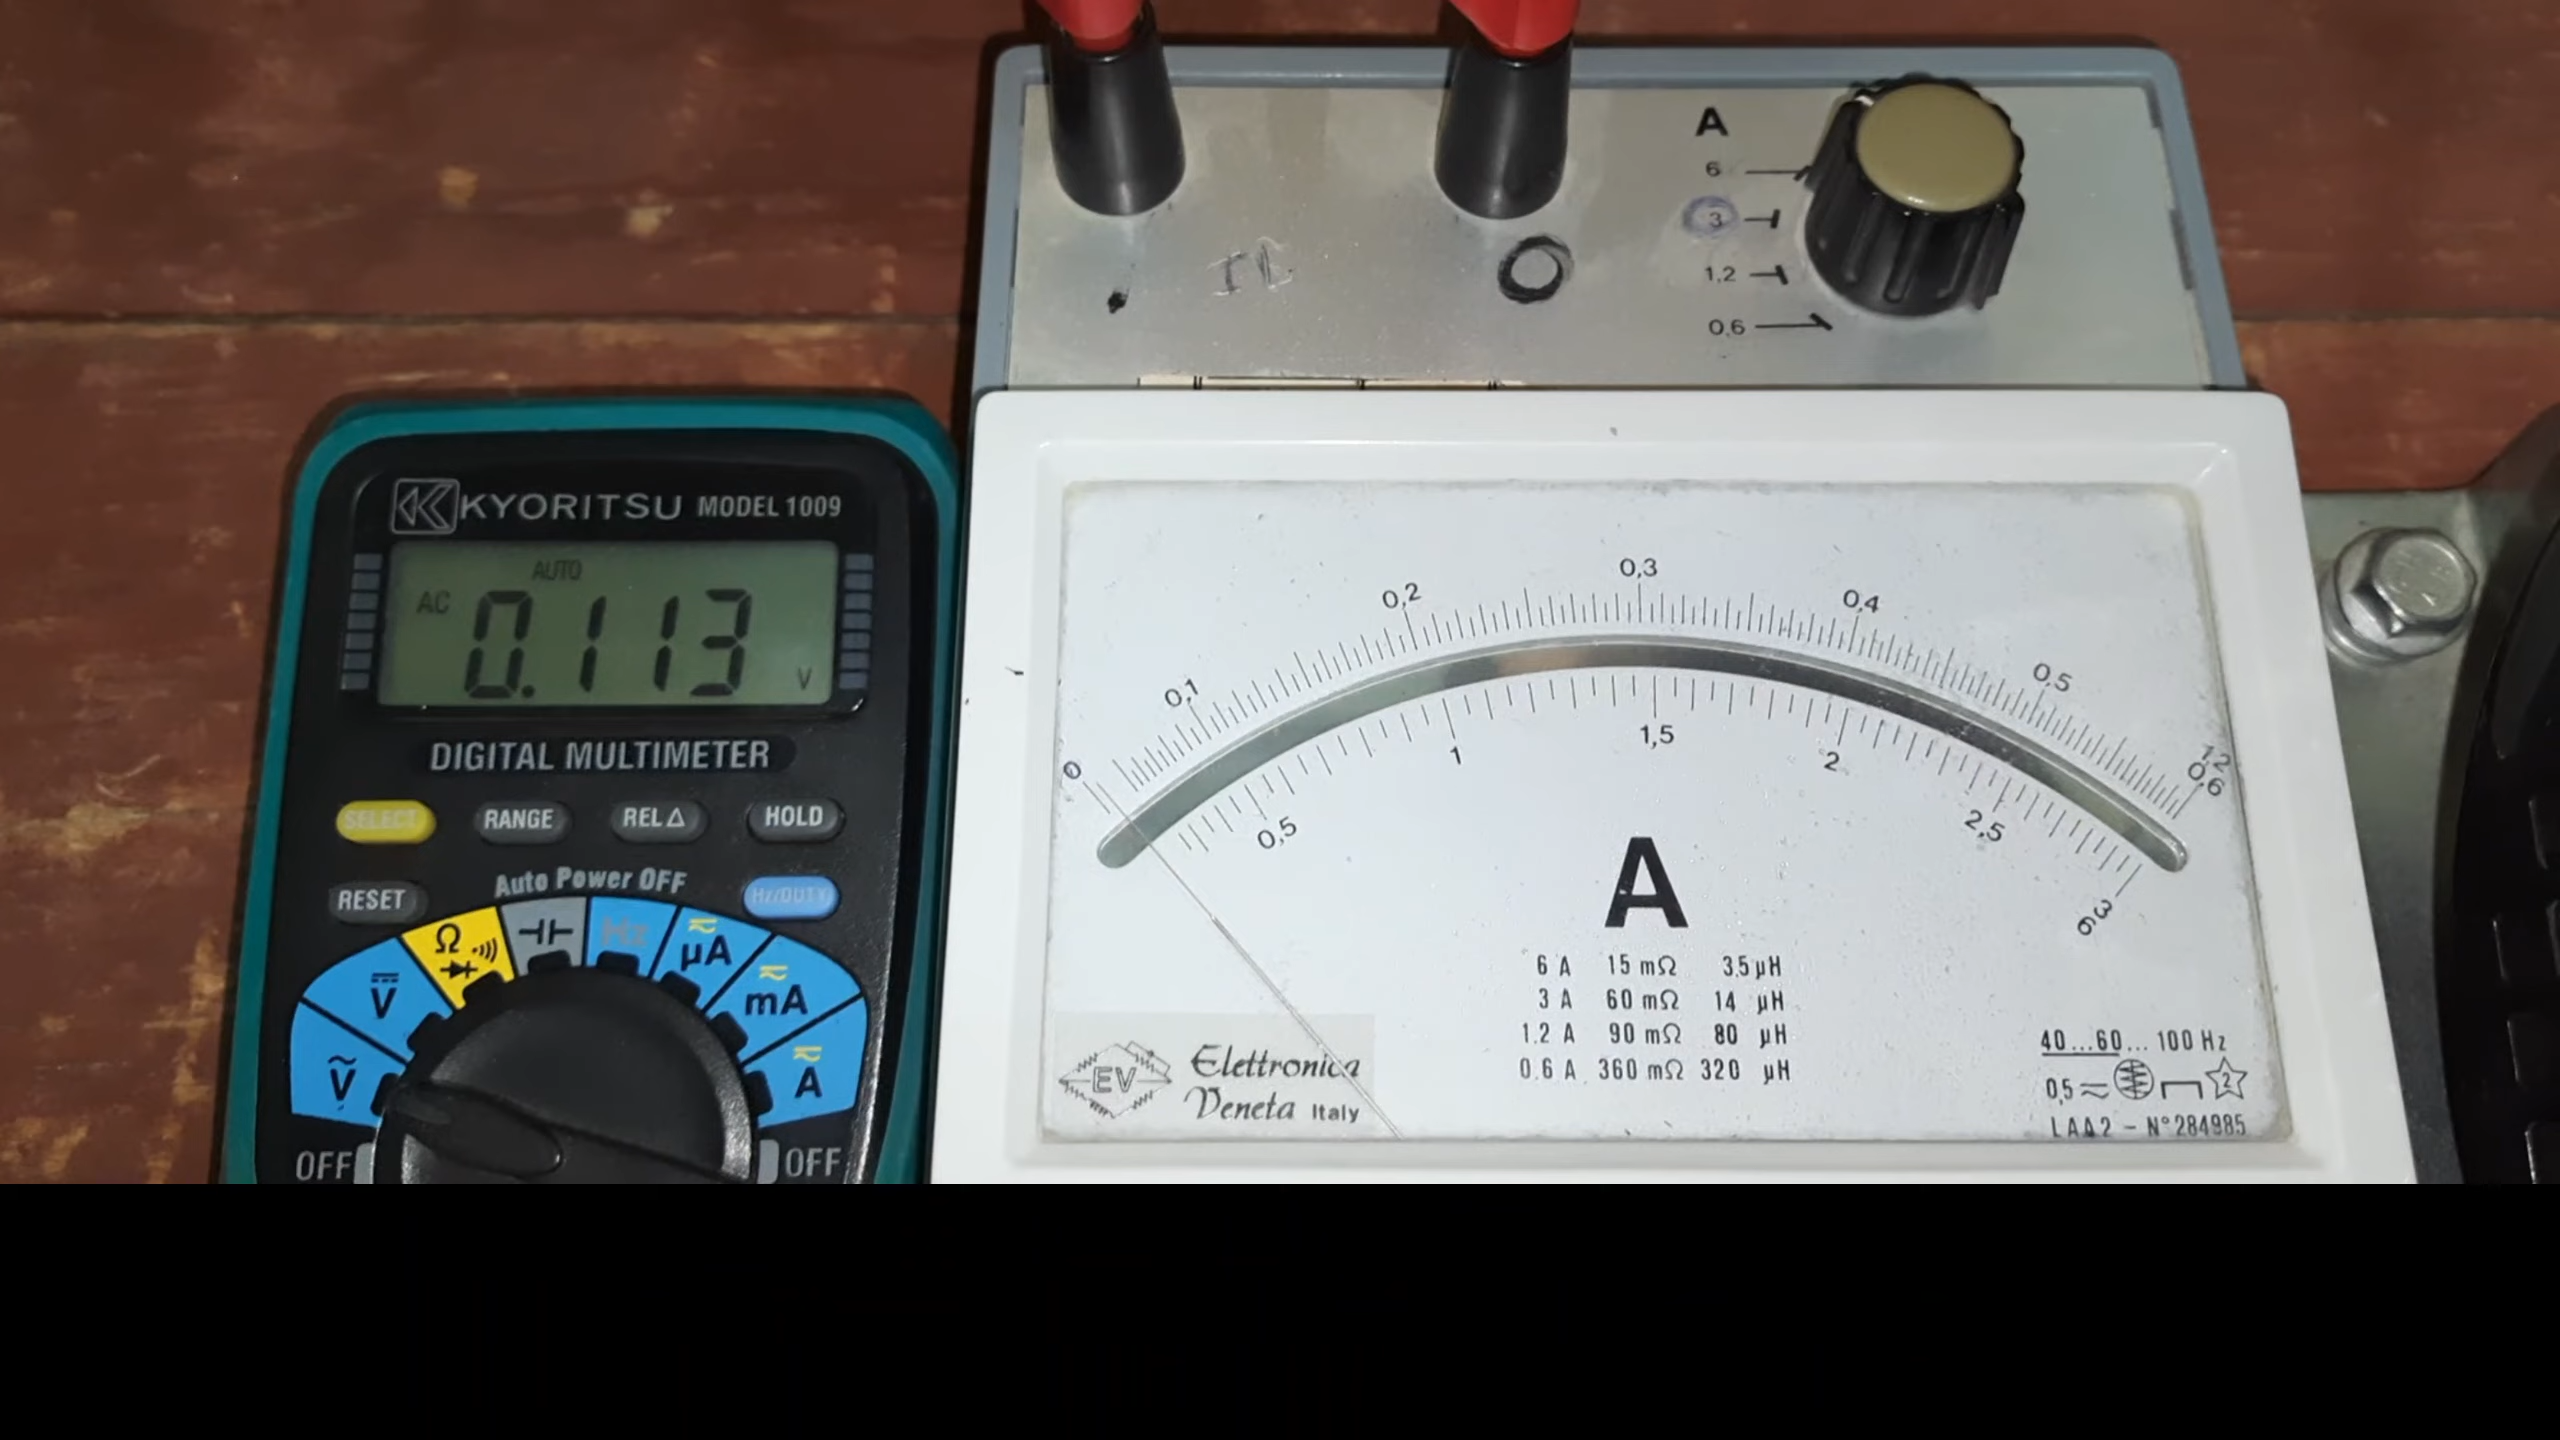 A
6
3
1,2
0,6
IL
KYORITSU MODEL 1009
AUTO
AC 0.113 V
DIGITAL MULTIMETER
SELECT RANGE REL△ HOLD
Auto Power OFF
RESET Hz/DUTY
Ω Hz μA
V mA
V A
OFF OFF
0 0,1 0,2 0,3 0,4 0,5 0,6
1,2
0,5 1 1,5 2 2,5 3
6
A
6 A 15 mΩ 3.5 μH
3 A 60 mΩ 14 μH
1.2 A 90 mΩ 80 μH
0.6 A 360 mΩ 320 μH
EV Elettronica
Veneta Italy
40...60... 100 Hz
0,5 2
LAA2 - N° 284985